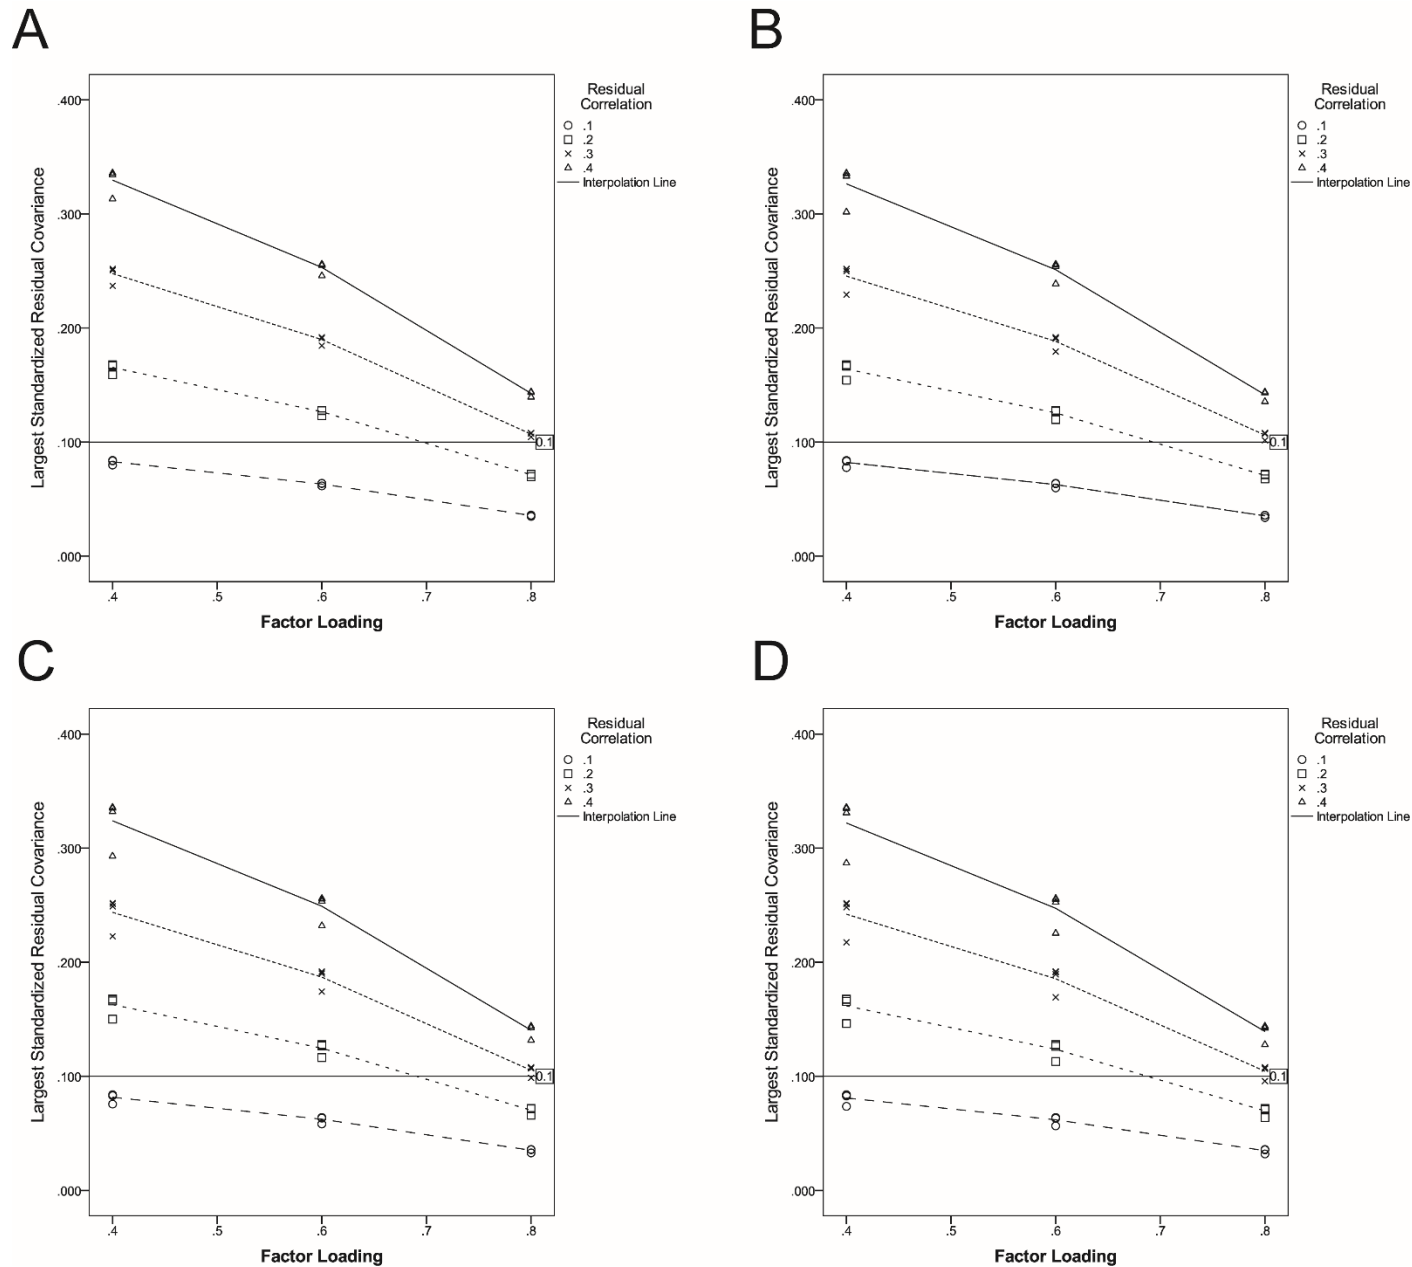 A
Largest Standardized Residual Covariance
.400
.300
.200
.100
.000
.4
.5
.6
.7
.8
Factor Loading
0.1
Residual
Correlation
.1
.2
.3
.4
Interpolation Line
B
Largest Standardized Residual Covariance
.400
.300
.200
.100
.000
.4
.5
.6
.7
.8
Factor Loading
0.1
Residual
Correlation
.1
.2
.3
.4
Interpolation Line
C
Largest Standardized Residual Covariance
.400
.300
.200
.100
.000
.4
.5
.6
.7
.8
Factor Loading
0.1
Residual
Correlation
.1
.2
.3
.4
Interpolation Line
D
Largest Standardized Residual Covariance
.400
.300
.200
.100
.000
.4
.5
.6
.7
.8
Factor Loading
0.1
Residual
Correlation
.1
.2
.3
.4
Interpolation Line